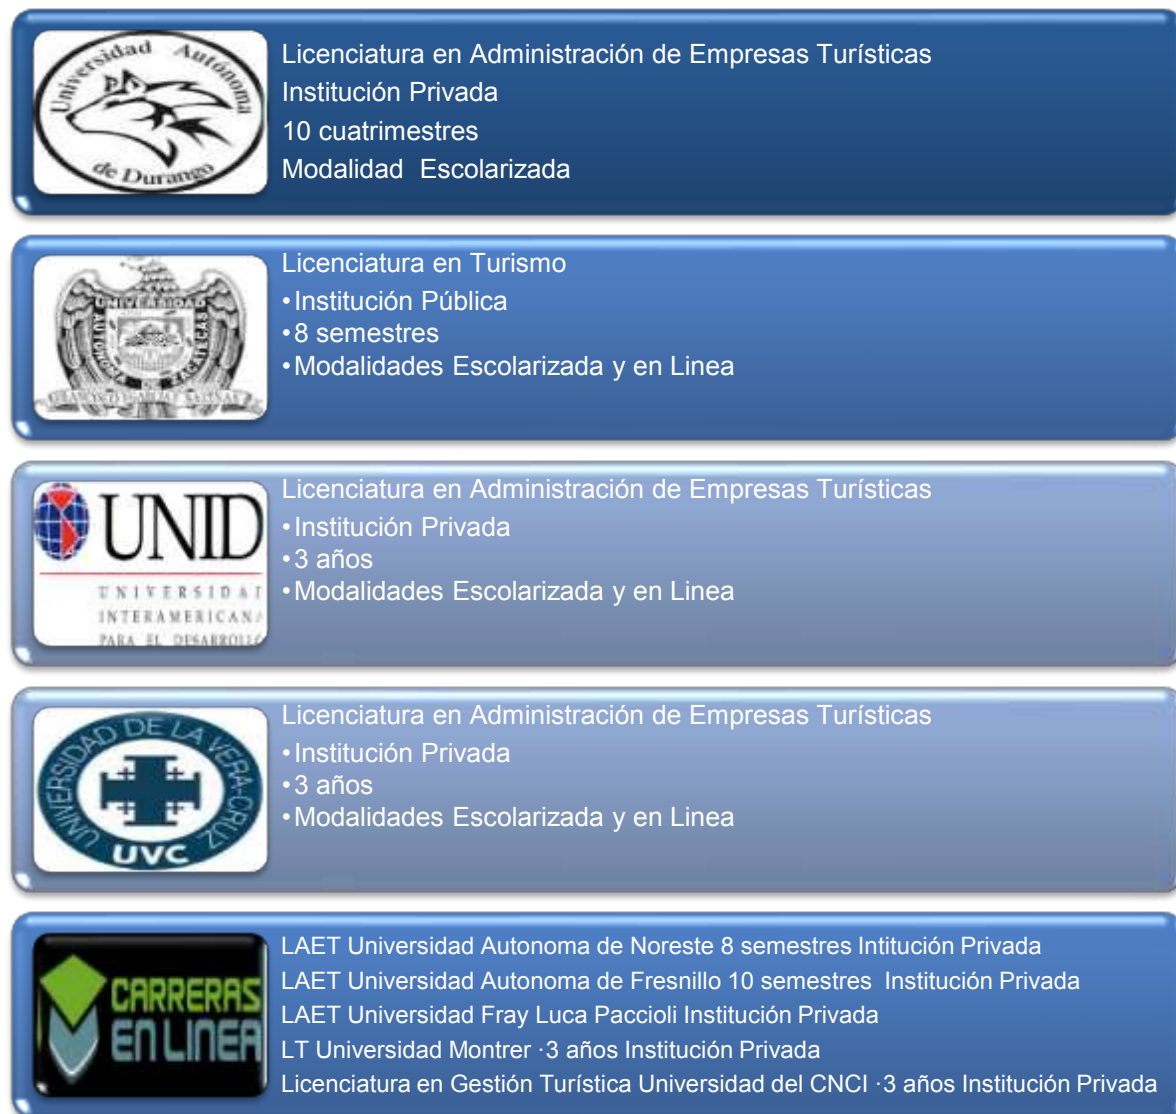 Universidad Autónoma
de Durango
Licenciatura en Administración de Empresas Turísticas
Institución Privada
10 cuatrimestres
Modalidad Escolarizada
UNIVERSIDAD
AUTONOMA DE ZACATECAS
Licenciatura en Turismo
•Institución Pública
•8 semestres
•Modalidades Escolarizada y en Linea
UNID
UNIVERSIDAD
INTERAMERICANA
PARA EL DESARROLLO
Licenciatura en Administración de Empresas Turísticas
•Institución Privada
•3 años
•Modalidades Escolarizada y en Linea
UNIVERSIDAD DE LA VERA-CRUZ
UVC
Licenciatura en Administración de Empresas Turísticas
•Institución Privada
•3 años
•Modalidades Escolarizada y en Linea
CARRERAS
EN LINEA
LAET Universidad Autonoma de Noreste 8 semestres Intitución Privada
LAET Universidad Autonoma de Fresnillo 10 semestres Institución Privada
LAET Universidad Fray Luca Paccioli Institución Privada
LT Universidad Montrer ·3 años Institución Privada
Licenciatura en Gestión Turística Universidad del CNCI ·3 años Institución Privada